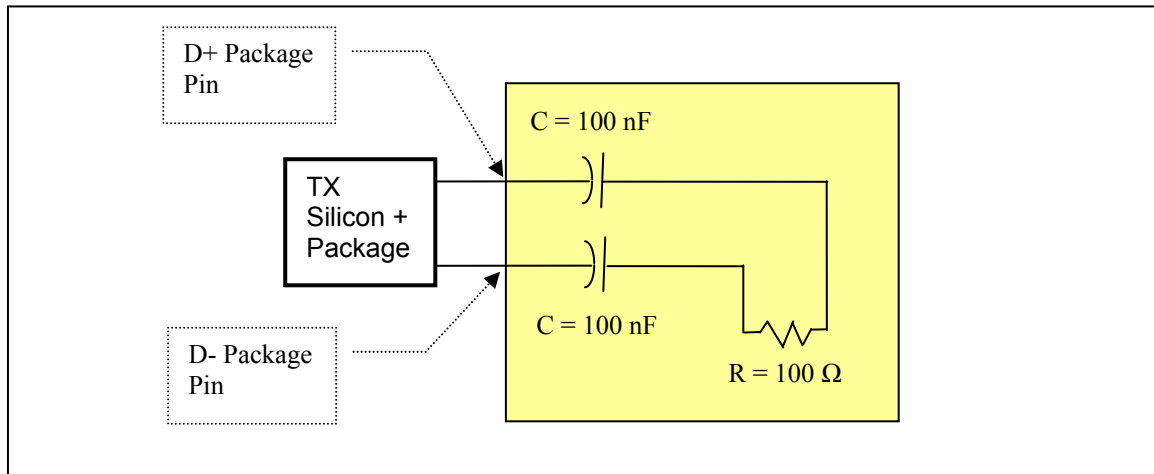 D+ Package
Pin
C = 100 nF
TX
Silicon +
Package
C = 100 nF
D- Package
Pin
R = 100 Ω